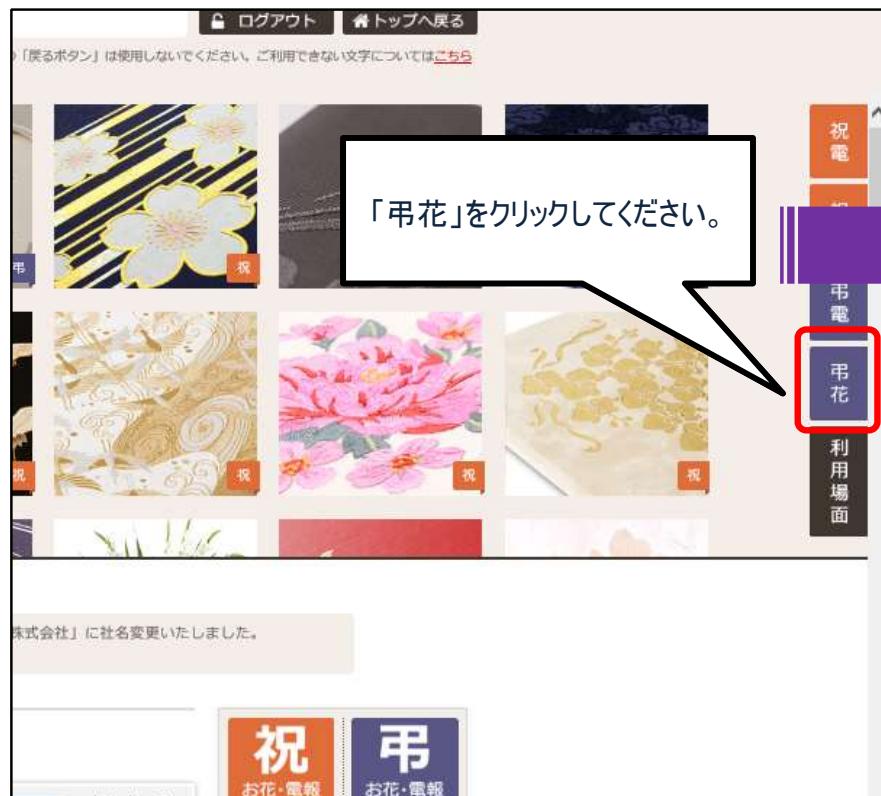 ログアウト
トップへ戻る
「戻るボタン」は使用しないでください。ご利用できない文字についてはこちら
祝電
「弔花」をクリックしてください。
弔
祝
弔電
弔花
祝
祝
祝
祝
利用場面
株式会社」に社名変更いたしました。
祝
お花・電報
弔
お花・電報